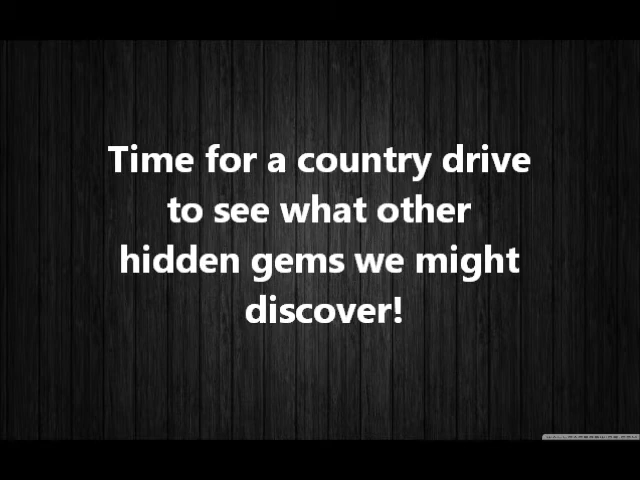 Time for a country drive
to see what other
hidden gems we might
discover!